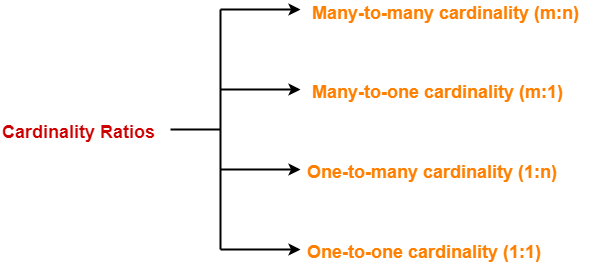 Many-to-many cardinality (m:n)
Many-to-one cardinality (m:1)
Cardinality Ratios
One-to-many cardinality (1:n)
One-to-one cardinality (1:1)